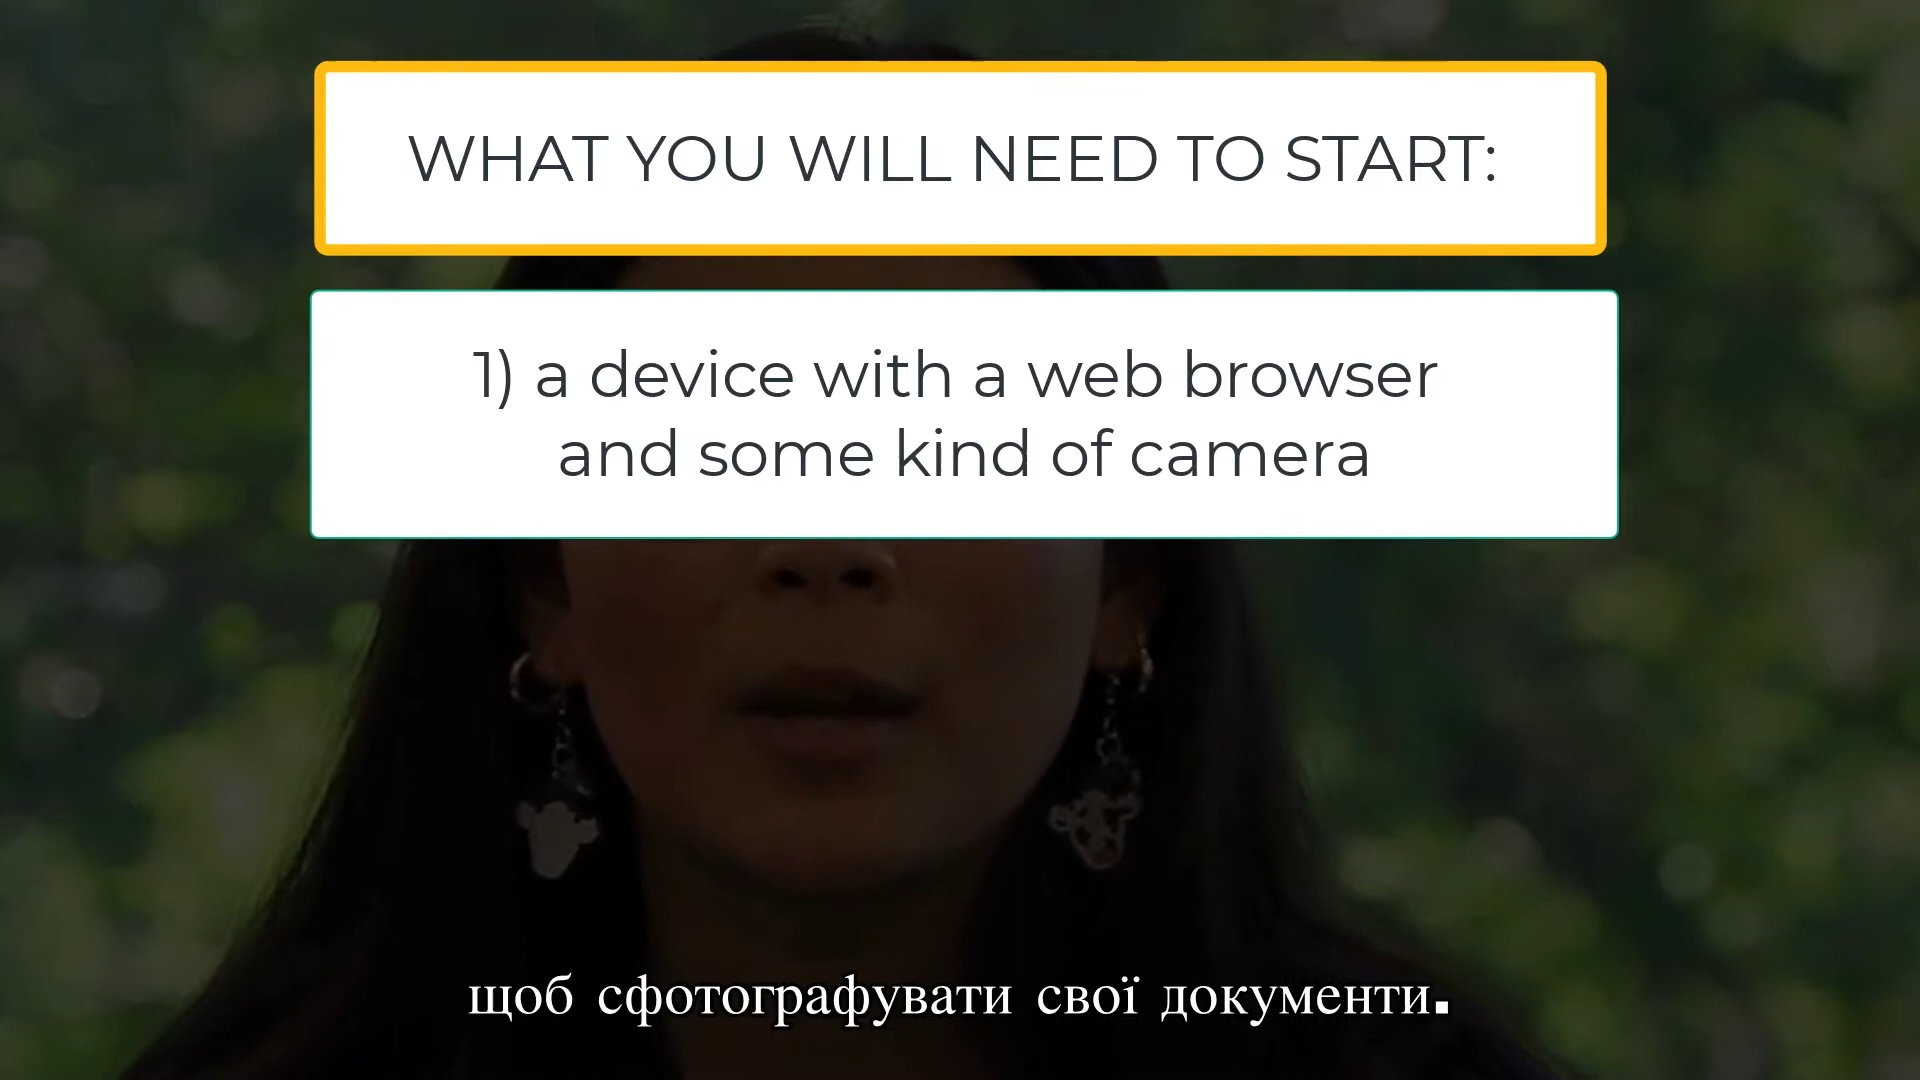 WHAT YOU WILL NEED TO START:
1) a device with a web browser
and some kind of camera
щоб сфотографувати свої документи.